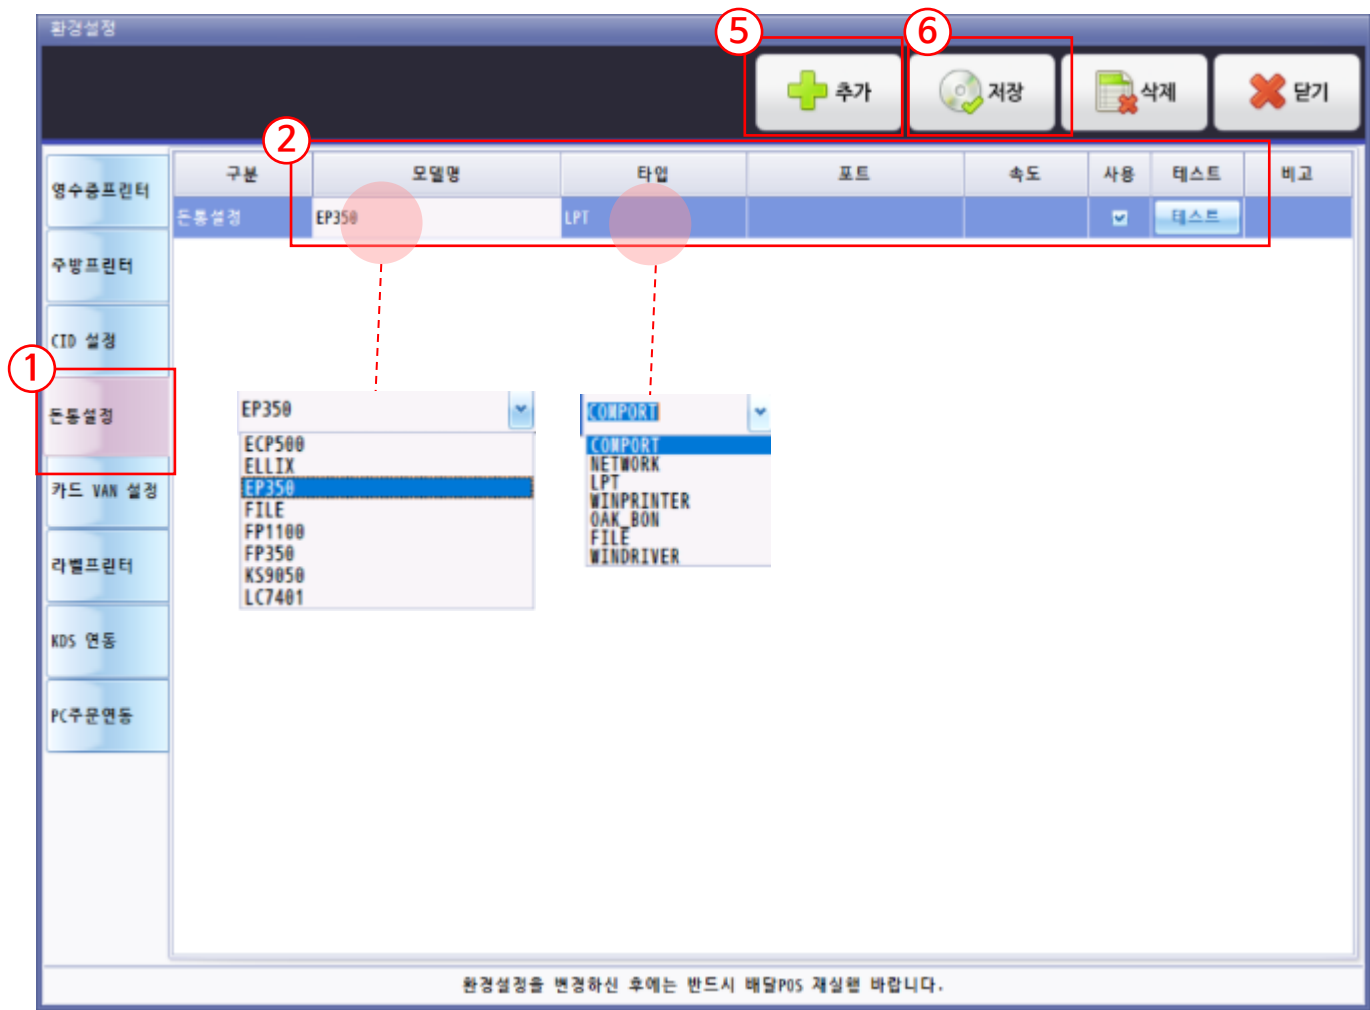 환경설정
⑤
⑥
추가
저장
삭제
닫기
②
구분 모델명 타입 포트 속도 사용 테스트 비고
돈통설정 EP350 LPT 테스트
영수증프린터
주방프린터
CID 설정
①
돈통설정
카드 VAN 설정
라벨프린터
KDS 연동
PC주문연동
EP350
ECP500
ELLIX
EP350
FILE
FP1100
FP350
KS9050
LC7401
COMPORT
COMPORT
NETWORK
LPT
WINPRINTER
OAK_BON
FILE
WINDRIVER
환경설정을 변경하신 후에는 반드시 배달POS 재실행 바랍니다.